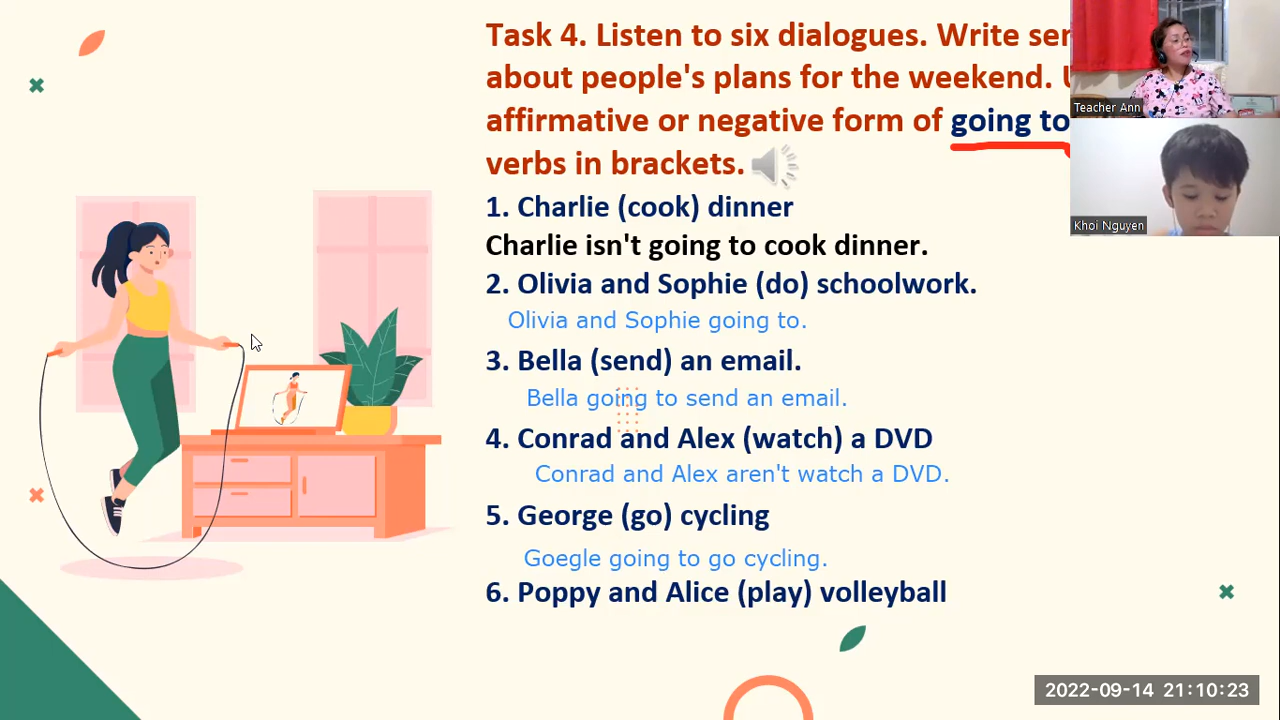 Task 4. Listen to six dialogues. Write
about people's plans for the weekend.
affirmative or negative form of going to
verbs in brackets.
1. Charlie (cook) dinner
Charlie isn't going to cook dinner.
2. Olivia and Sophie (do) schoolwork.
Olivia and Sophie going to.
3. Bella (send) an email.
Bella going to send an email.
4. Conrad and Alex (watch) a DVD
Conrad and Alex aren't watch a DVD.
5. George (go) cycling
Goegle going to go cycling.
6. Poppy and Alice (play) volleyball
Teacher Ann
Khoi Nguyen
2022-09-14 21:10:23